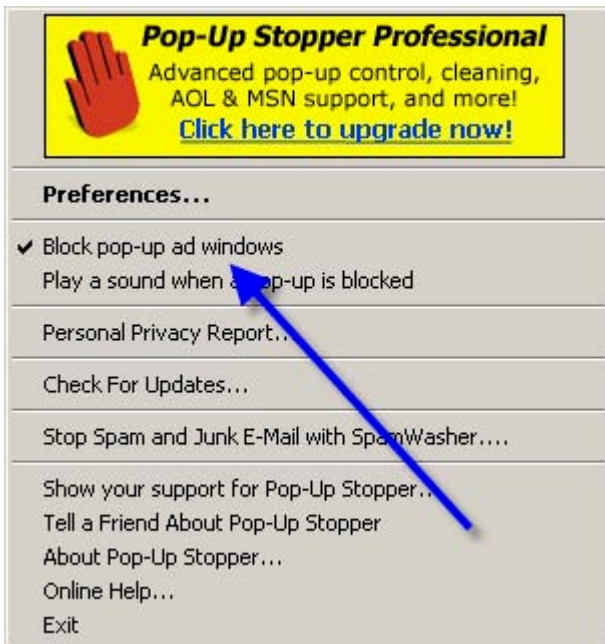 Pop-Up Stopper Professional
Advanced pop-up control, cleaning,
AOL & MSN support, and more!
Click here to upgrade now!
Preferences...
Block pop-up ad windows
Play a sound when a pop-up is blocked
Personal Privacy Report...
Check For Updates...
Stop Spam and Junk E-Mail with SpamWasher....
Show your support for Pop-Up Stopper...
Tell a Friend About Pop-Up Stopper
About Pop-Up Stopper...
Online Help...
Exit